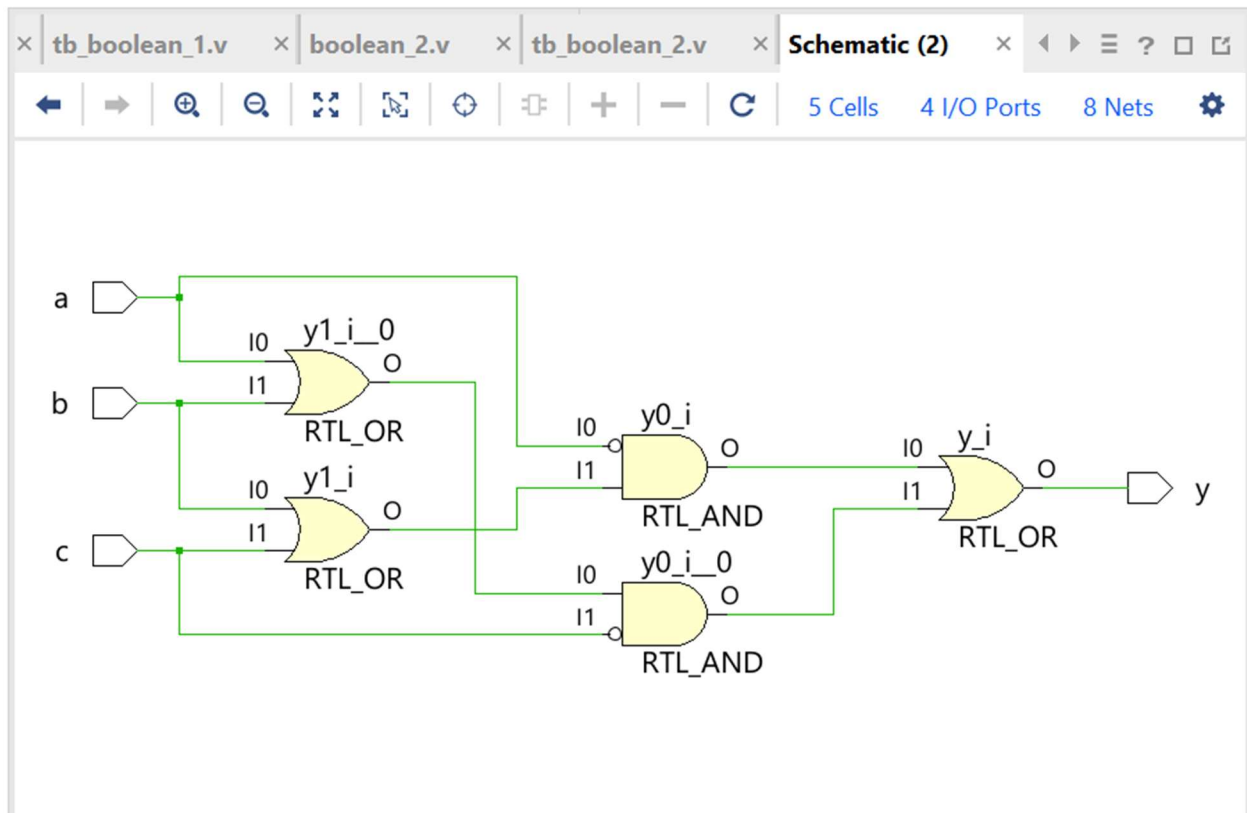 tb_boolean_1.v boolean_2.v tb_boolean_2.v Schematic (2) ?
5 Cells 4 I/O Ports 8 Nets
a
y1_i__0
I0
O
I1
RTL_OR
b
y1_i
I0
O
I1
RTL_OR
c
y0_i
I0
O
I1
RTL_AND
y0_i__0
I0
O
I1
RTL_AND
y_i
I0
O
I1
RTL_OR
y